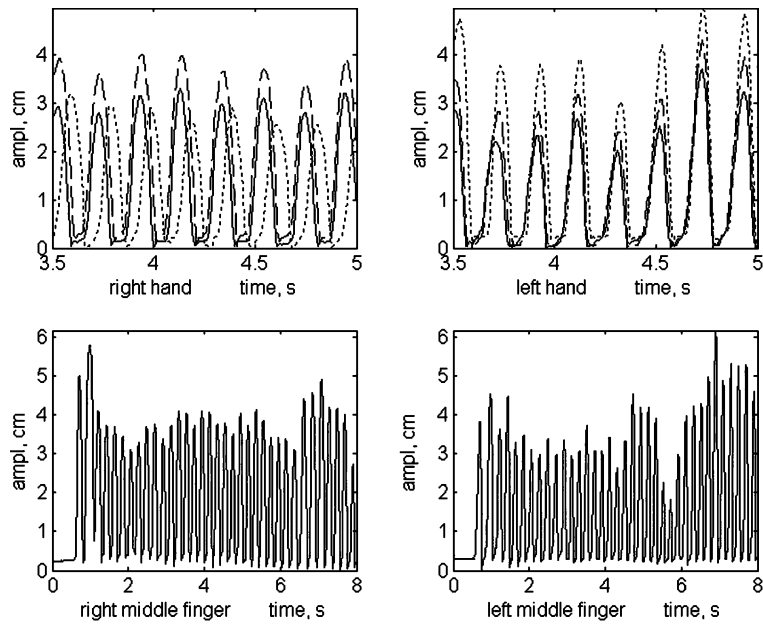 ampl, cm
4
3
2
1
0
3.5 4 4.5 5
right hand time, s
ampl, cm
4
3
2
1
0
3.5 4 4.5 5
left hand time, s
ampl, cm
6
5
4
3
2
1
0
0 2 4 6 8
right middle finger time, s
ampl, cm
6
5
4
3
2
1
0
0 2 4 6 8
left middle finger time, s